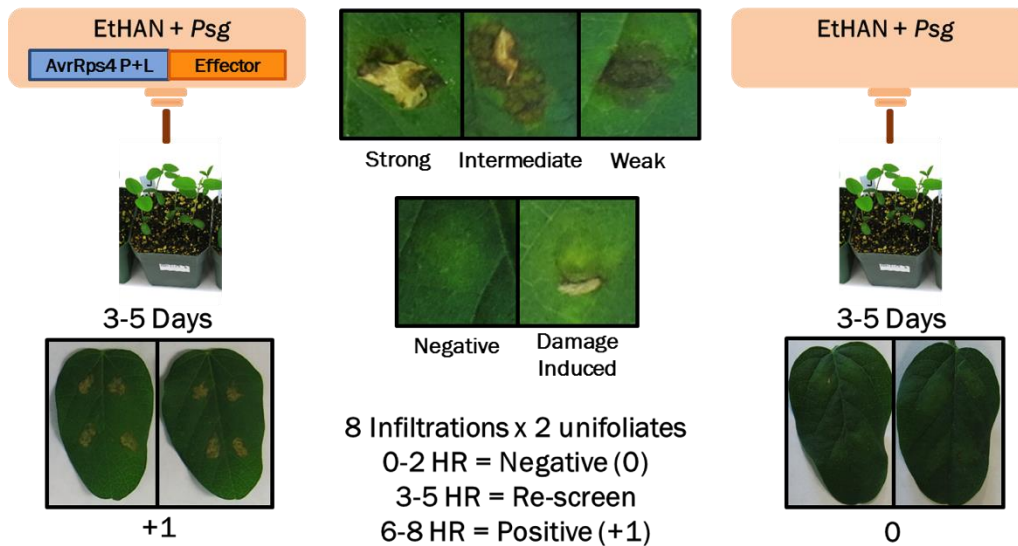 EtHAN + Psg
AvrRps4 P+L
Effector
3-5 Days
+1
Strong
Intermediate
Weak
Negative
Damage
Induced
8 Infiltrations x 2 unifoliates
0-2 HR = Negative (0)
3-5 HR = Re-screen
6-8 HR = Positive (+1)
EtHAN + Psg
3-5 Days
0